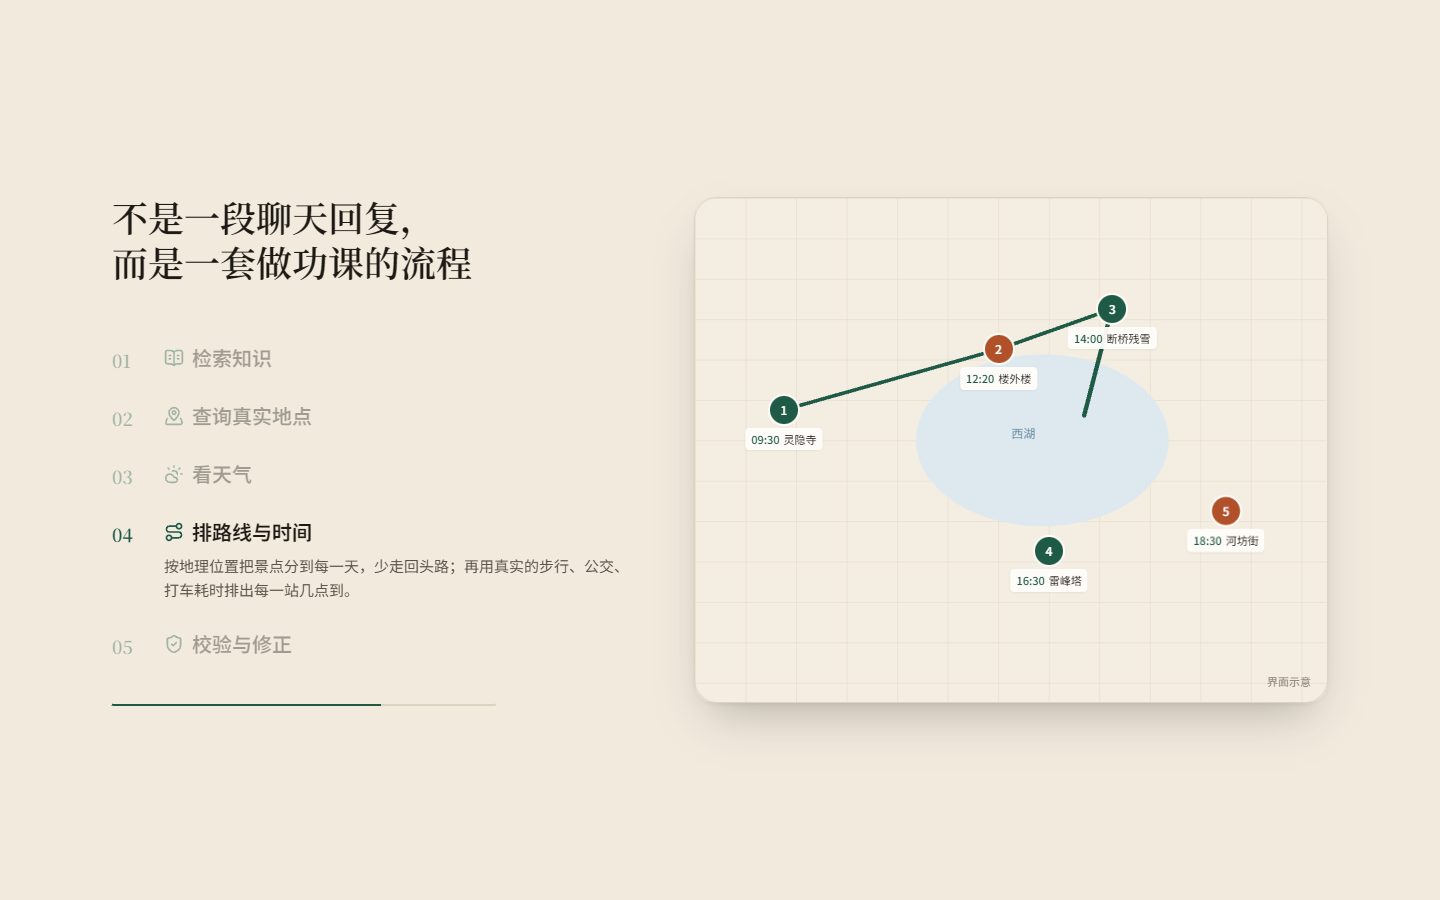 不是一段聊天回复，
而是一套做功课的流程
01 检索知识
02 查询真实地点
03 看天气
04 排路线与时间
按地理位置把景点分到每一天，少走回头路；再用真实的步行、公交、
打车耗时排出每一站几点到。
05 校验与修正
3
14:00 断桥残雪
2
12:20 楼外楼
1
09:30 灵隐寺
西湖
5
18:30 河坊街
4
16:30 雷峰塔
界面示意